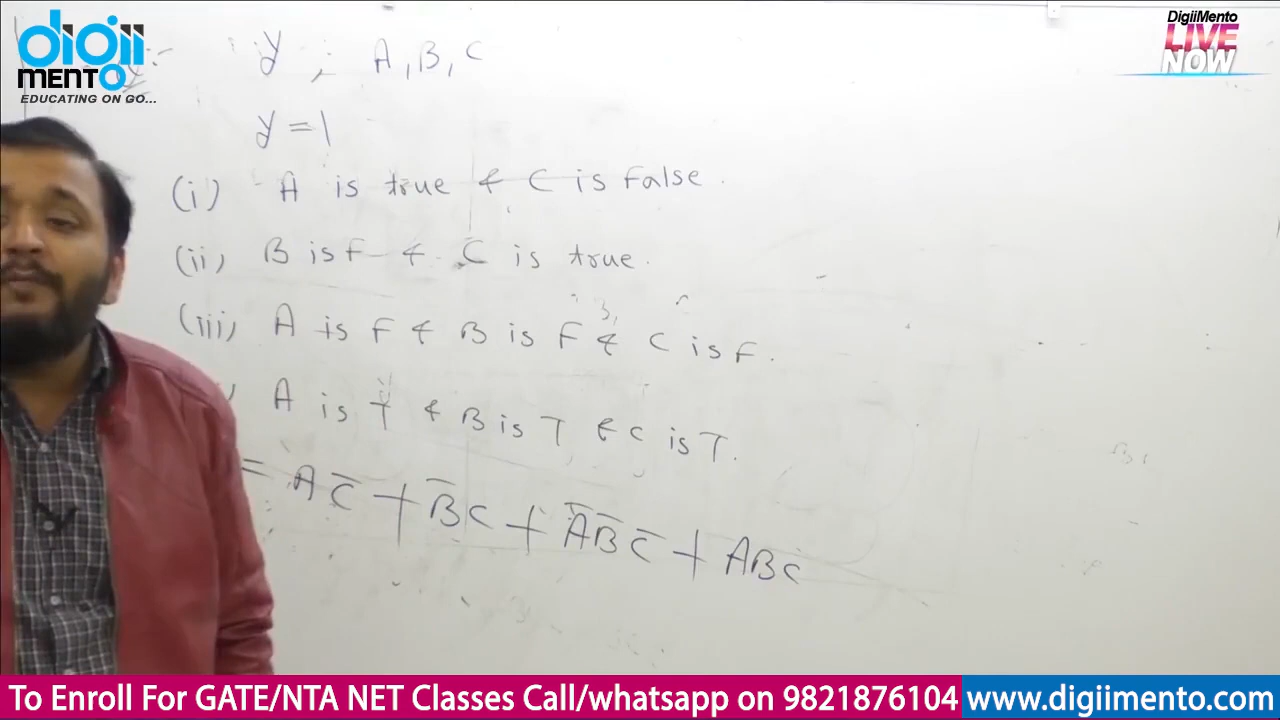 digii
MENTO
EDUCATING ON GO...
DigiiMento
LIVE
NOW
y ; A, B, C
y = 1
(i) A is true & C is False.
(ii) B is F & C is true.
(iii) A is F & B is F & C is F.
A is T & B is T & C is T.
= AC̅ + B̅C + A̅B̅C̅ + ABC
To Enroll For GATE/NTA NET Classes Call/whatsapp on 9821876104 www.digiimento.com